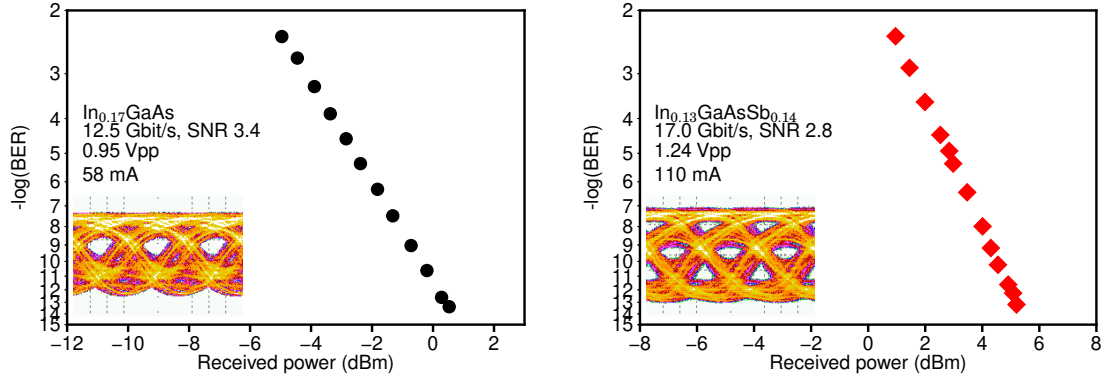 2
3
4
5
6
7
8
9
10
11
12
13
14
15
-log(BER)
In0.17GaAs
12.5 Gbit/s, SNR 3.4
0.95 Vpp
58 mA
−12 −10 −8 −6 −4 −2 0 2
Received power (dBm)
2
3
4
5
6
7
8
9
10
11
12
13
14
15
-log(BER)
In0.13GaAsSb0.14
17.0 Gbit/s, SNR 2.8
1.24 Vpp
110 mA
−8 −6 −4 −2 0 2 4 6 8
Received power (dBm)